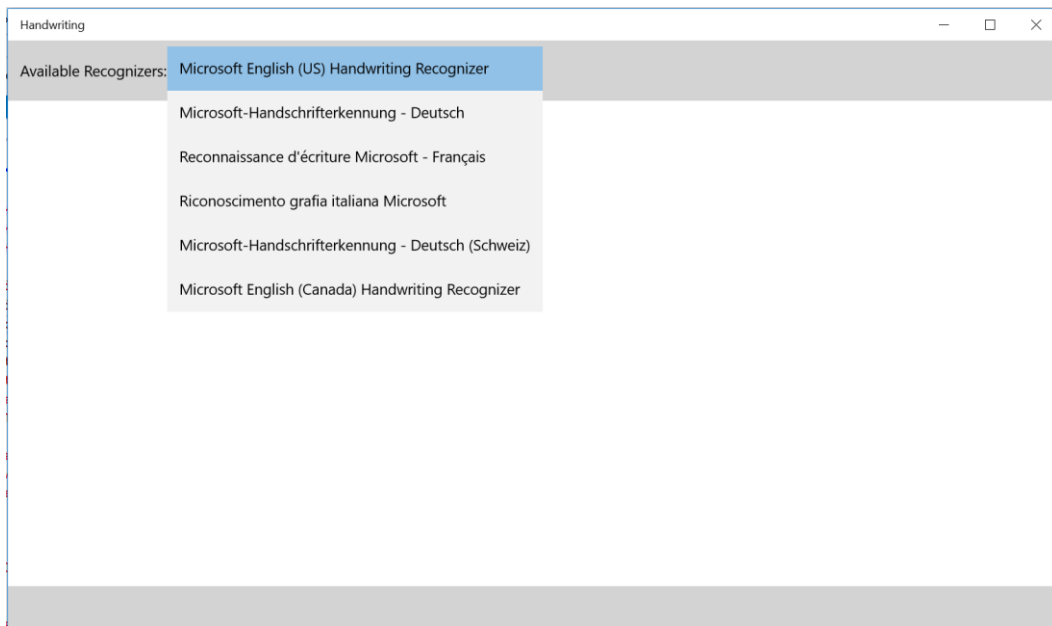 Handwriting
Available Recognizers:
Microsoft English (US) Handwriting Recognizer
Microsoft-Handschrifterkennung - Deutsch
Reconnaissance d'écriture Microsoft - Français
Riconoscimento grafia italiana Microsoft
Microsoft-Handschrifterkennung - Deutsch (Schweiz)
Microsoft English (Canada) Handwriting Recognizer